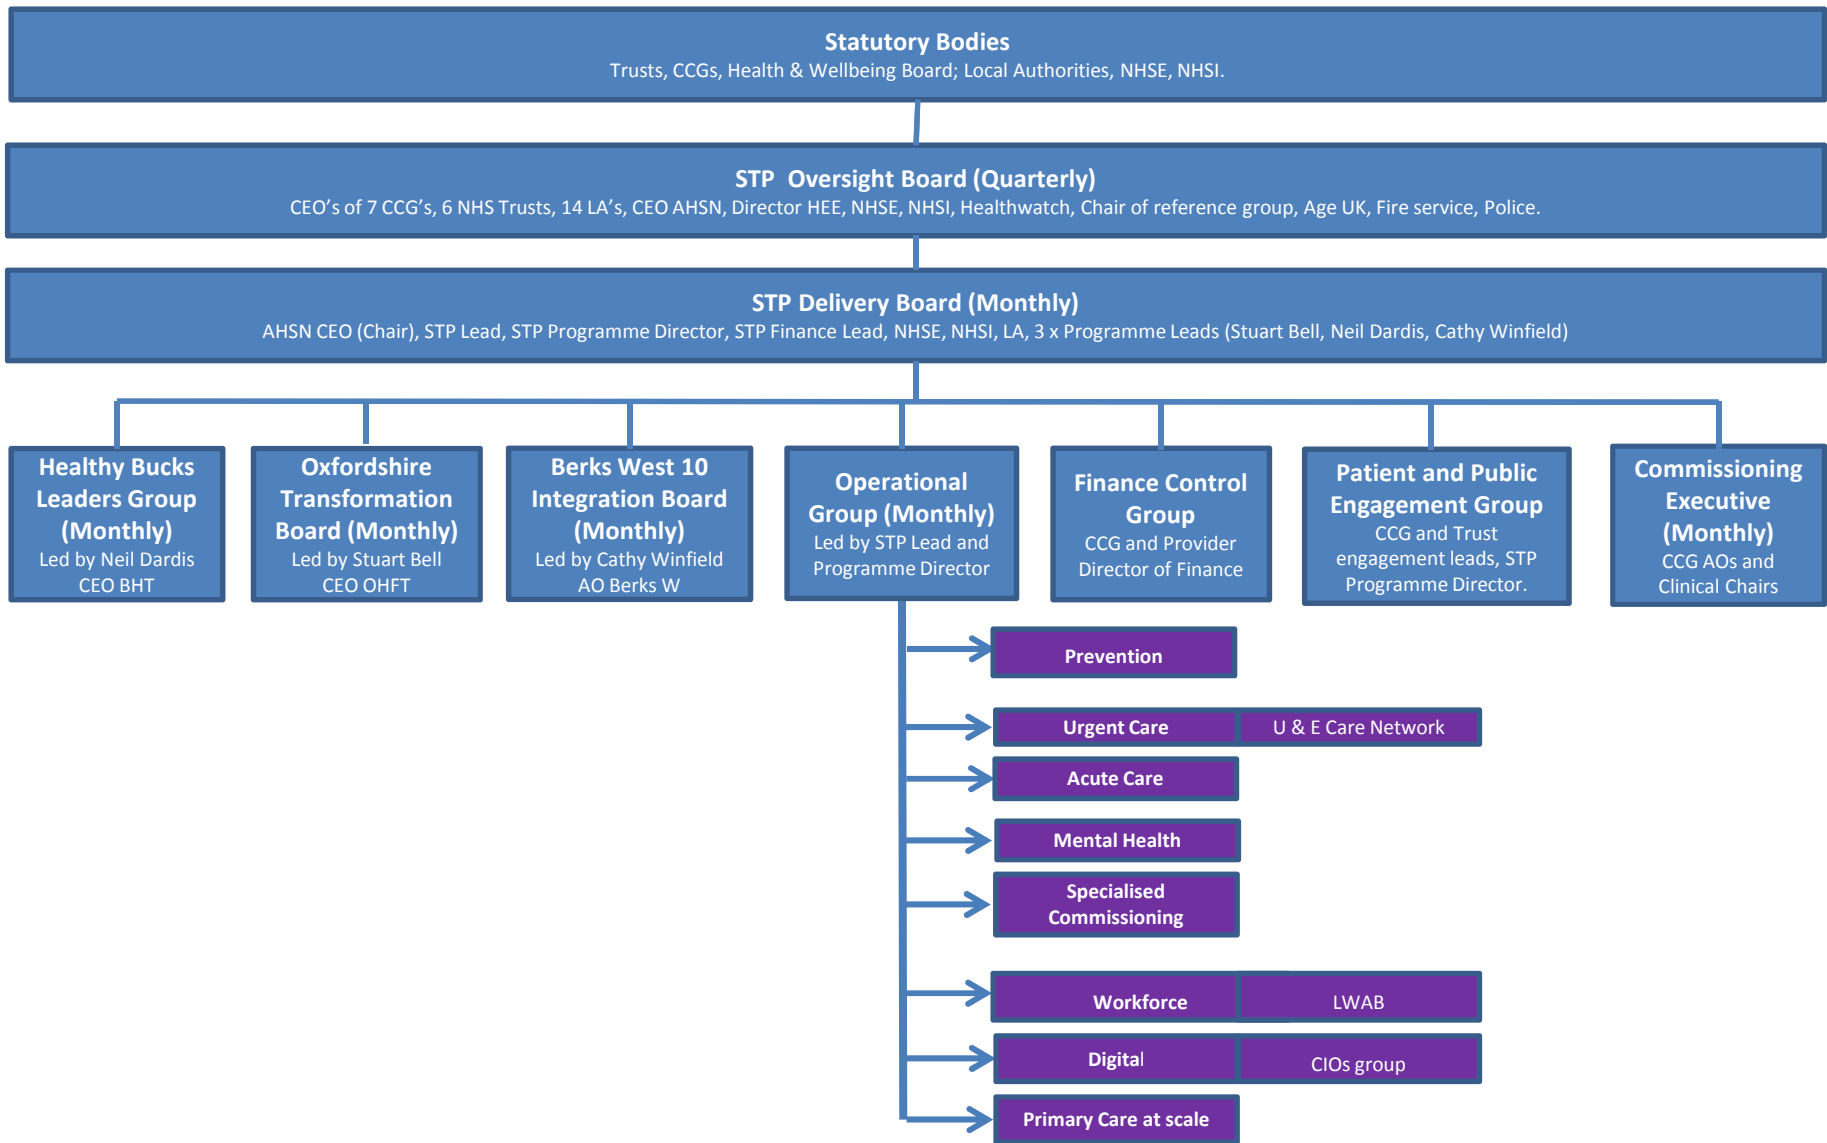 Statutory Bodies
Trusts, CCGs, Health & Wellbeing Board; Local Authorities, NHSE, NHSI.
STP Oversight Board (Quarterly)
CEO's of 7 CCG's, 6 NHS Trusts, 14 LA's, CEO AHSN, Director HEE, NHSE, NHSI, Healthwatch, Chair of reference group, Age UK, Fire service, Police.
STP Delivery Board (Monthly)
AHSN CEO (Chair), STP Lead, STP Programme Director, STP Finance Lead, NHSE, NHSI, LA, 3 x Programme Leads (Stuart Bell, Neil Dardis, Cathy Winfield)
Healthy Bucks
Leaders Group
(Monthly)
Led by Neil Dardis
CEO BHT
Oxfordshire
Transformation
Board (Monthly)
Led by Stuart Bell
CEO OHFT
Berks West 10
Integration Board
(Monthly)
Led by Cathy Winfield
AO Berks W
Operational
Group (Monthly)
Led by STP Lead and
Programme Director
Finance Control
Group
CCG and Provider
Director of Finance
Patient and Public
Engagement Group
CCG and Trust
engagement leads, STP
Programme Director.
Commissioning
Executive
(Monthly)
CCG AOs and
Clinical Chairs
Prevention
Urgent Care
U & E Care Network
Acute Care
Mental Health
Specialised
Commissioning
Workforce
LWAB
Digital
CIOs group
Primary Care at scale